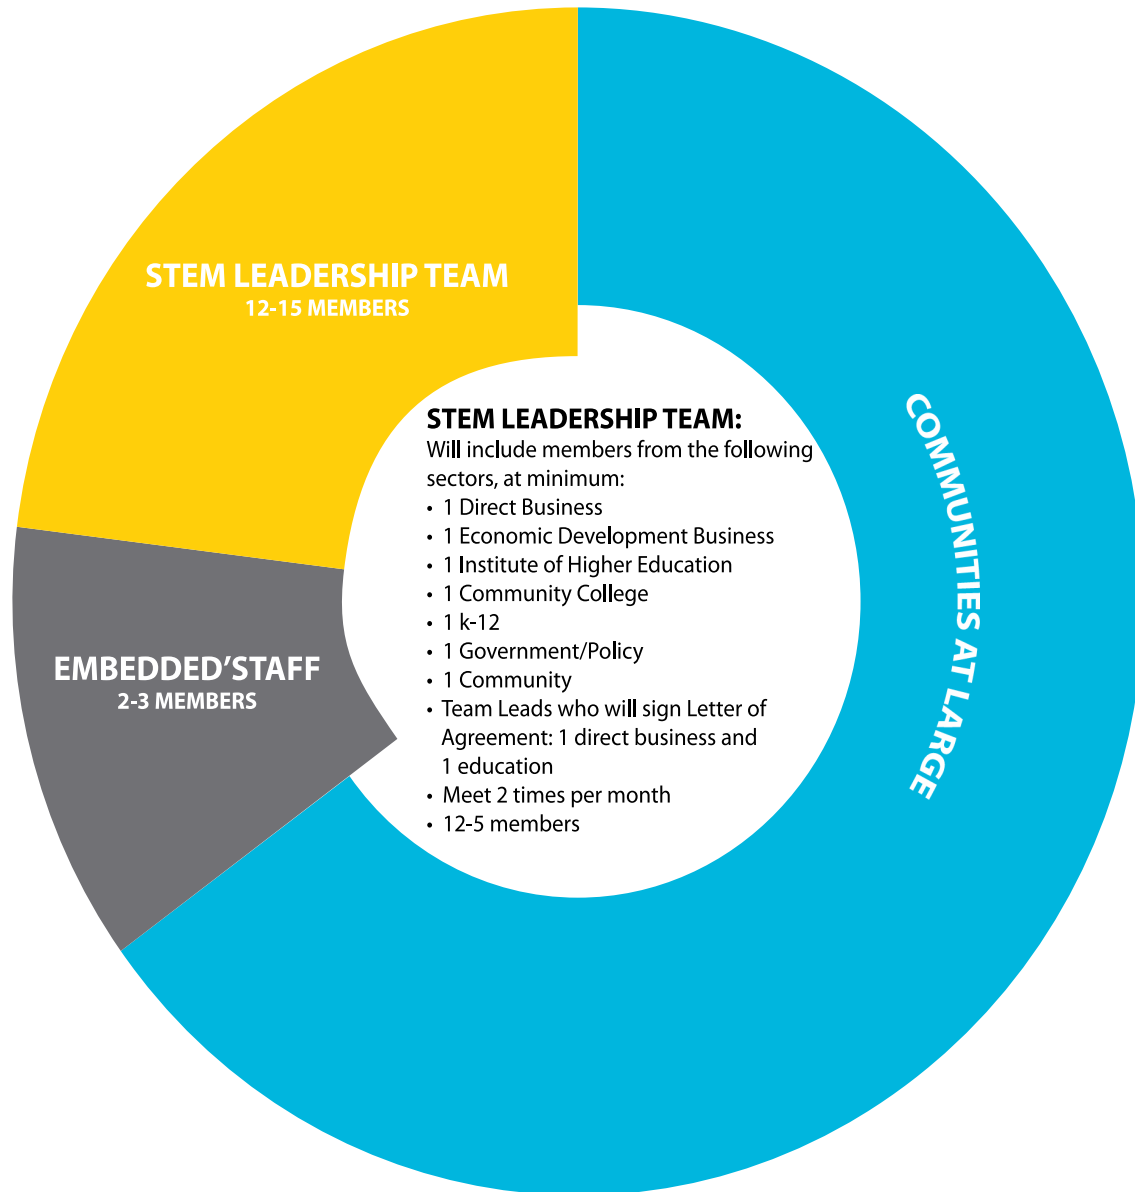 STEM LEADERSHIP TEAM
12-15 MEMBERS
EMBEDDED'STAFF
2-3 MEMBERS
STEM LEADERSHIP TEAM:
Will include members from the following
sectors, at minimum:
• 1 Direct Business
• 1 Economic Development Business
• 1 Institute of Higher Education
• 1 Community College
• 1 k-12
• 1 Government/Policy
• 1 Community
• Team Leads who will sign Letter of
Agreement: 1 direct business and
1 education
• Meet 2 times per month
• 12-5 members
COMMUNITIES AT LARGE